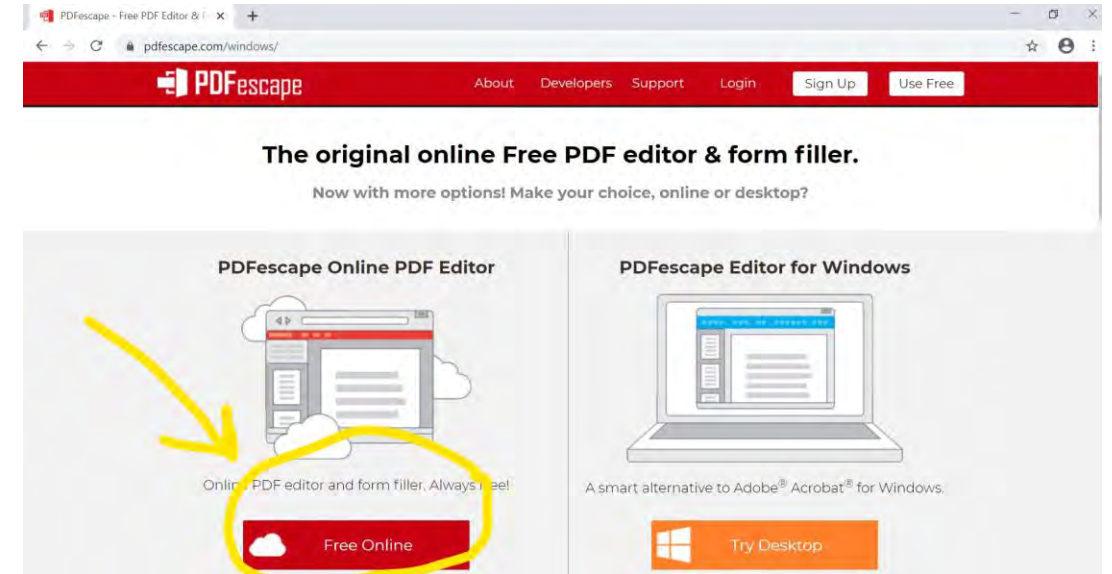 PDFescape - Free PDF Editor &
pdfescape.com/windows/
PDFescape About Developers Support Login Sign Up Use Free
The original online Free PDF editor & form filler.
Now with more options! Make your choice, online or desktop?
PDFescape Online PDF Editor
PDFescape Editor for Windows
Online PDF editor and form filler. Always free!
A smart alternative to Adobe® Acrobat® for Windows.
Free Online
Try Desktop